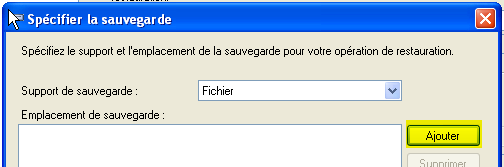 Spécifier la sauvegarde
Spécifiez le support et l'emplacement de la sauvegarde pour votre opération de restauration.
Support de sauvegarde :
Fichier
Emplacement de sauvegarde :
Ajouter
Supprimer